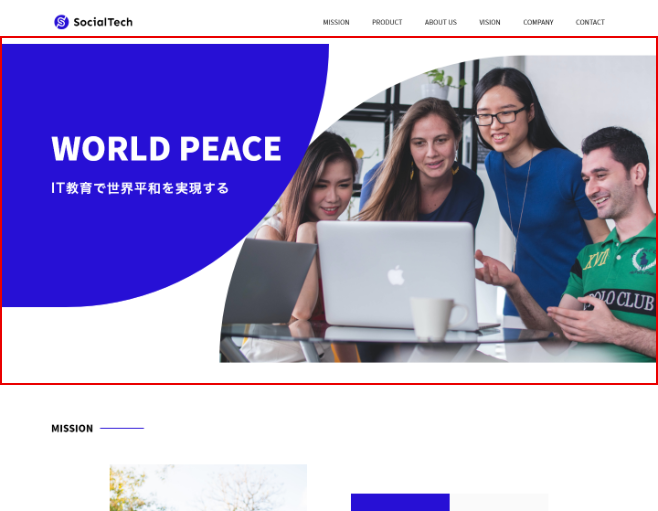 SocialTech
MISSION PRODUCT ABOUT US VISION COMPANY CONTACT
WORLD PEACE
IT教育で世界平和を実現する
XVII
POLO CLUB
MISSION